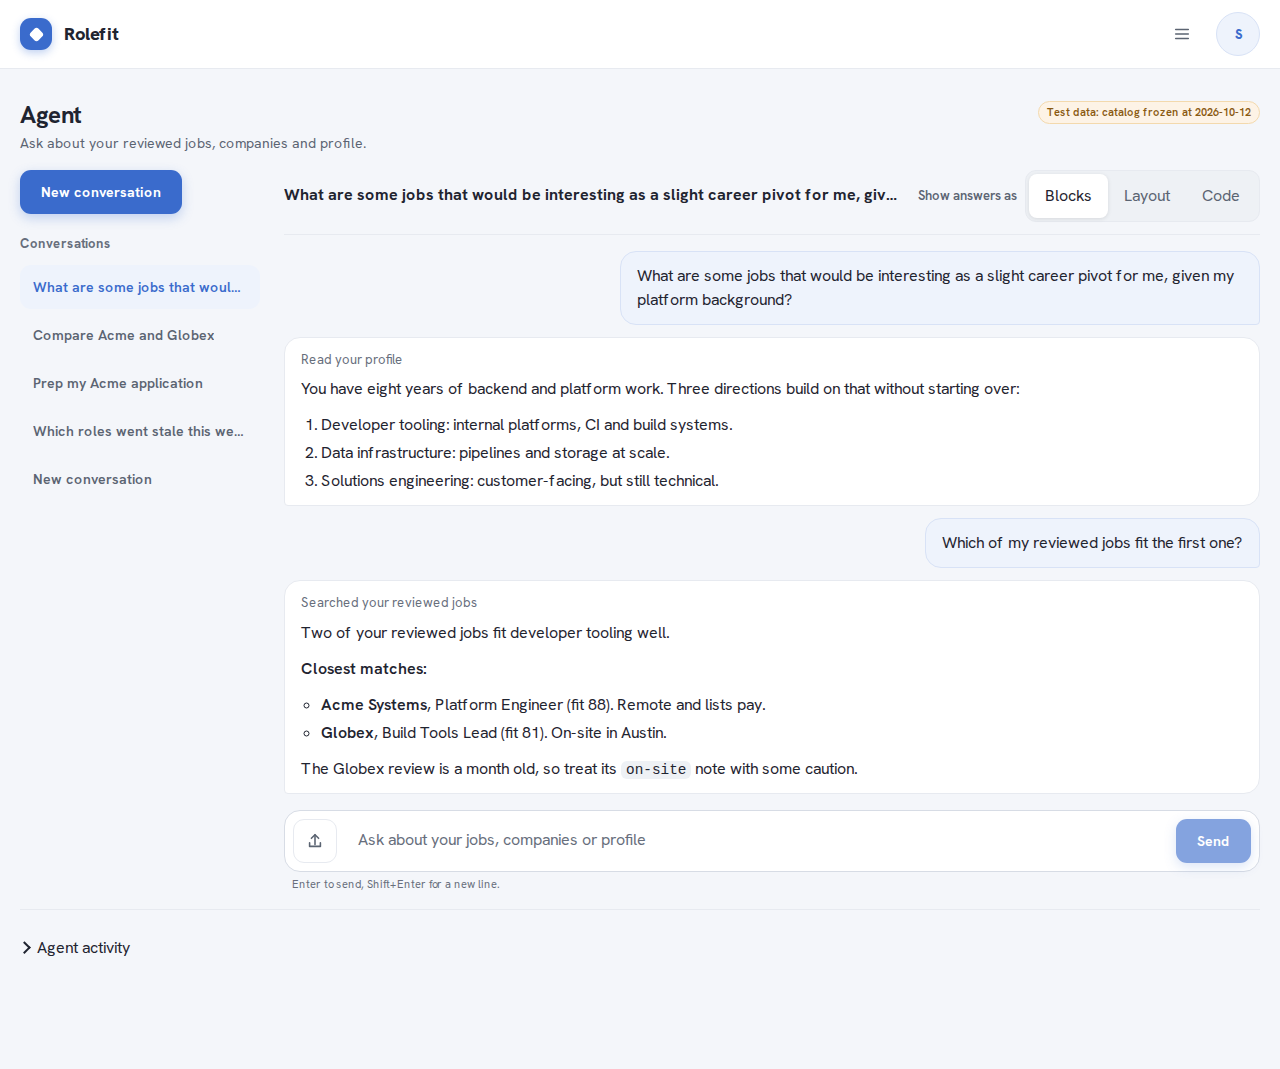 Rolefit
S
Agent
Test data: catalog frozen at 2026-10-12
Ask about your reviewed jobs, companies and profile.
New conversation
What are some jobs that would be interesting as a slight career pivot for me, giv...
Show answers as
Blocks
Layout
Code
Conversations
What are some jobs that woul...
Compare Acme and Globex
Prep my Acme application
Which roles went stale this we...
New conversation
What are some jobs that would be interesting as a slight career pivot for me, given my
platform background?
Read your profile
You have eight years of backend and platform work. Three directions build on that without starting over:
1. Developer tooling: internal platforms, CI and build systems.
2. Data infrastructure: pipelines and storage at scale.
3. Solutions engineering: customer-facing, but still technical.
Which of my reviewed jobs fit the first one?
Searched your reviewed jobs
Two of your reviewed jobs fit developer tooling well.
Closest matches:
Acme Systems, Platform Engineer (fit 88). Remote and lists pay.
Globex, Build Tools Lead (fit 81). On-site in Austin.
The Globex review is a month old, so treat its on-site note with some caution.
Ask about your jobs, companies or profile
Send
Enter to send, Shift+Enter for a new line.
Agent activity